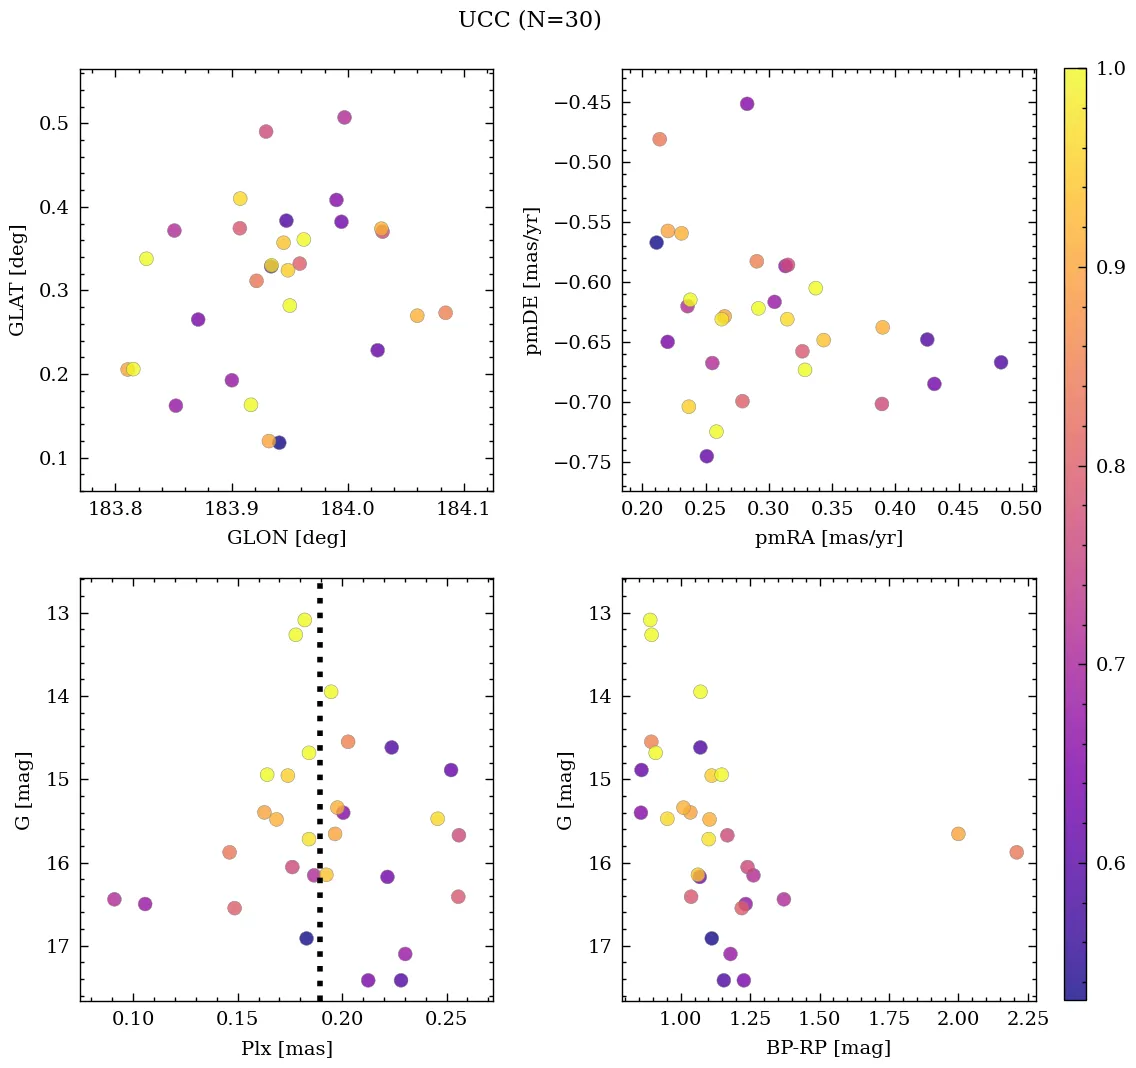 UCC (N=30)
0.5
0.4
0.3
0.2
0.1
GLAT [deg]
183.8 183.9 184.0 184.1
GLON [deg]
−0.45
−0.50
−0.55
−0.60
−0.65
−0.70
−0.75
pmDE [mas/yr]
0.20 0.25 0.30 0.35 0.40 0.45 0.50
pmRA [mas/yr]
13
14
15
16
17
G [mag]
0.10 0.15 0.20 0.25
Plx [mas]
13
14
15
16
17
G [mag]
1.00 1.25 1.50 1.75 2.00 2.25
BP-RP [mag]
1.0
0.9
0.8
0.7
0.6